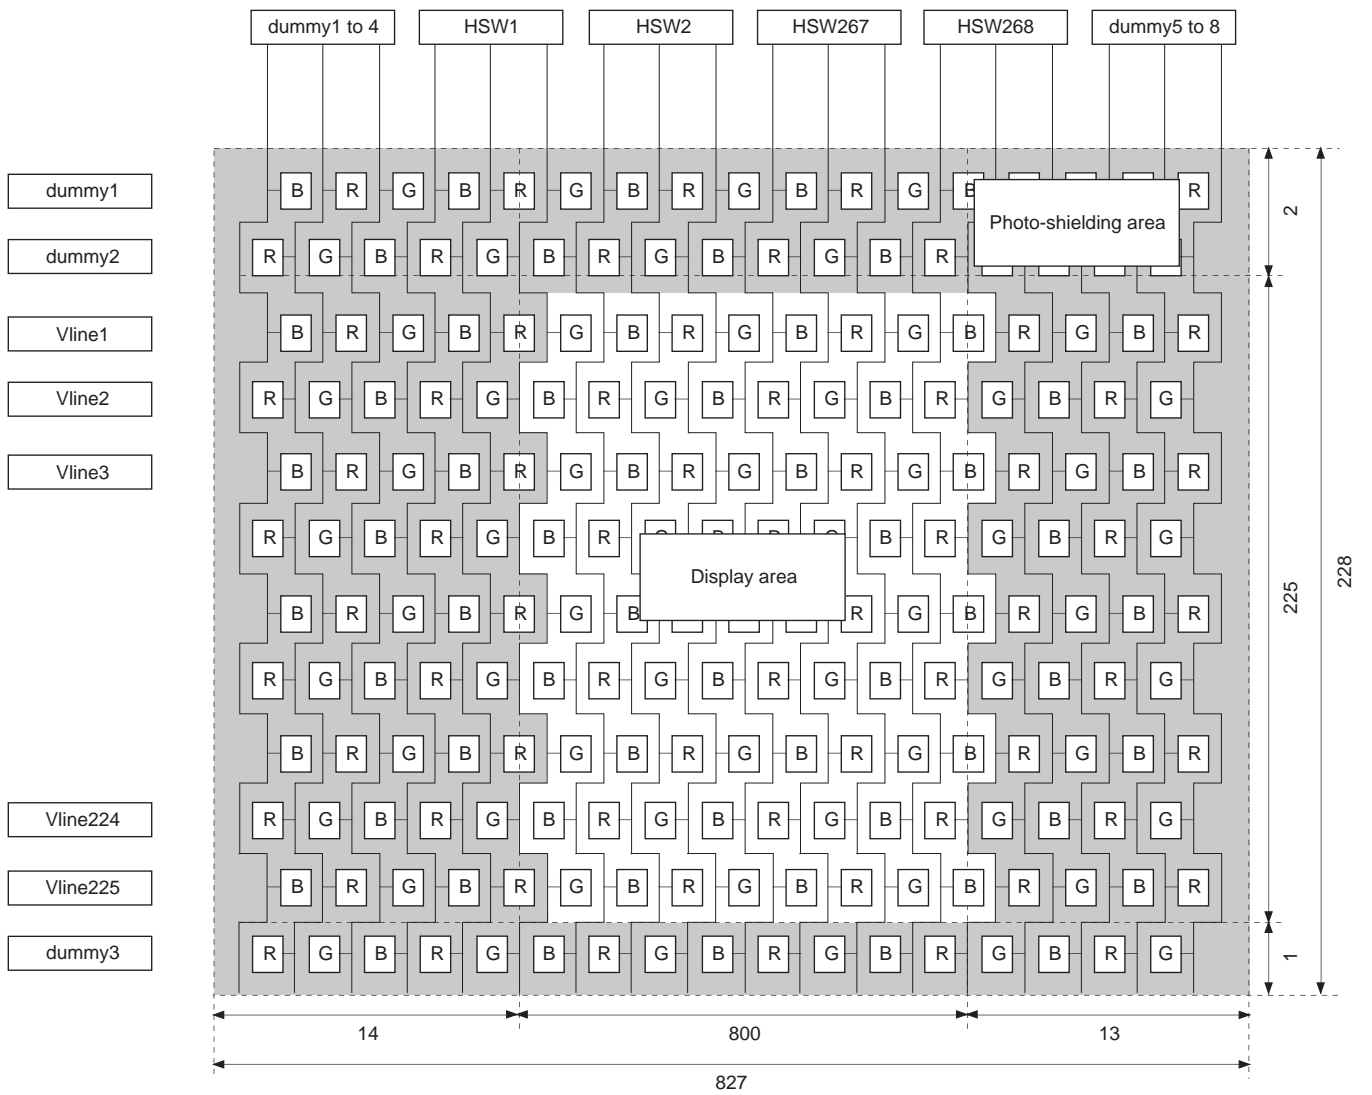 dummy1 to 4 HSW1 HSW2 HSW267 HSW268 dummy5 to 8
dummy1 B R G B R G B R G B R G B R
Photo-shielding area
2
dummy2 R G B R G B R G B R G B R
Vline1 B R G B R G B R G B R G B R G B R
Vline2 R G B R G B R G B R G B R G B R G
Vline3 B R G B R G B R G B R G B R G B R
R G B R G B R B R G B R G
Display area
225
228
B R G B R G B R G B R G B R
R G B R G B R G B R G B R G B R G
B R G B R G B R G B R G B R G B R
Vline224 R G B R G B R G B R G B R G B R G
Vline225 B R G B R G B R G B R G B R G B R
dummy3 R G B R G B R G B R G B R G B R G
1
14 800 13
827